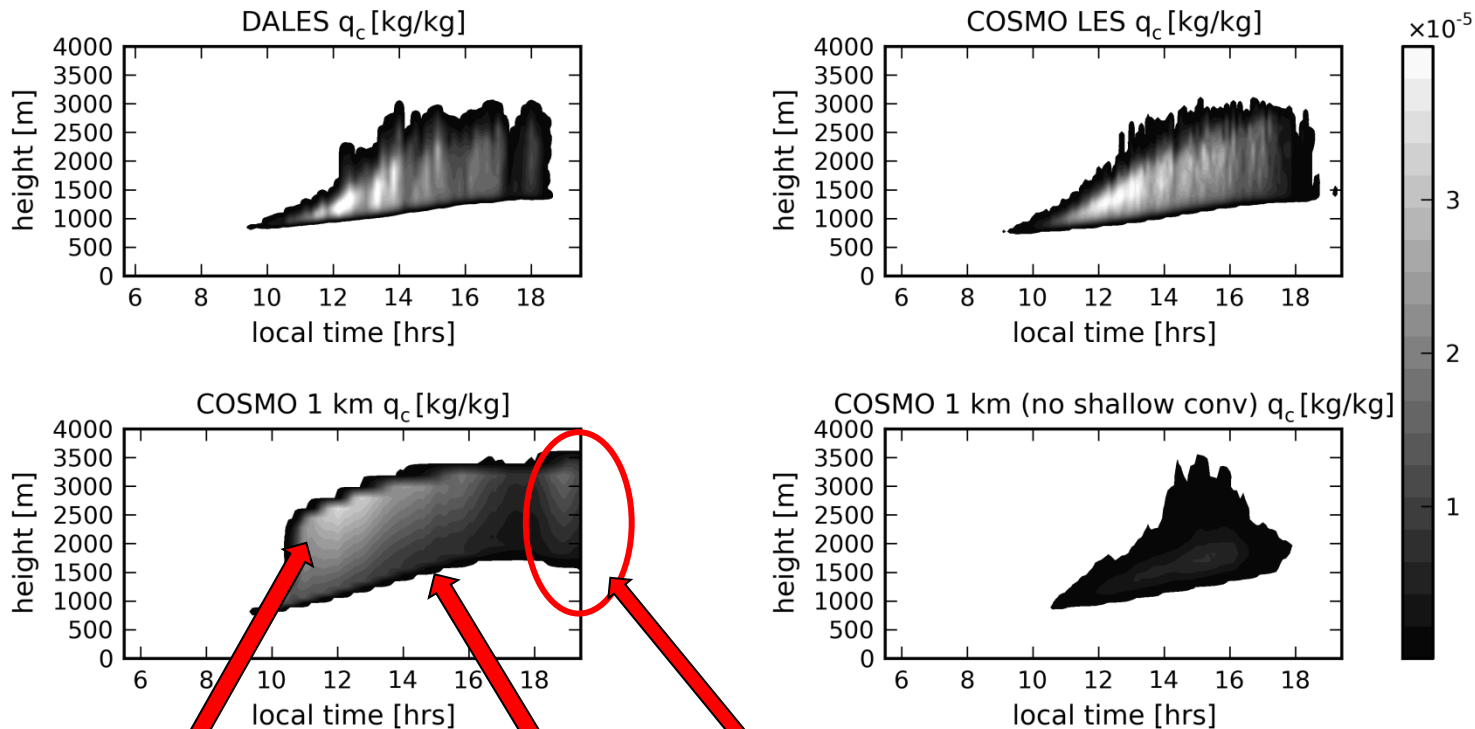 DALES q_c [kg/kg]
4000
3500
3000
2500
2000
1500
1000
500
0
height [m]
6 8 10 12 14 16 18
local time [hrs]
COSMO LES q_c [kg/kg]
4000
3500
3000
2500
2000
1500
1000
500
0
height [m]
6 8 10 12 14 16 18
local time [hrs]
×10⁻⁵
3
2
1
COSMO 1 km q_c [kg/kg]
4000
3500
3000
2500
2000
1500
1000
500
0
height [m]
6 8 10 12 14 16 18
local time [hrs]
COSMO 1 km (no shallow conv) q_c [kg/kg]
4000
3500
3000
2500
2000
1500
1000
500
0
height [m]
6 8 10 12 14 16 18
local time [hrs]